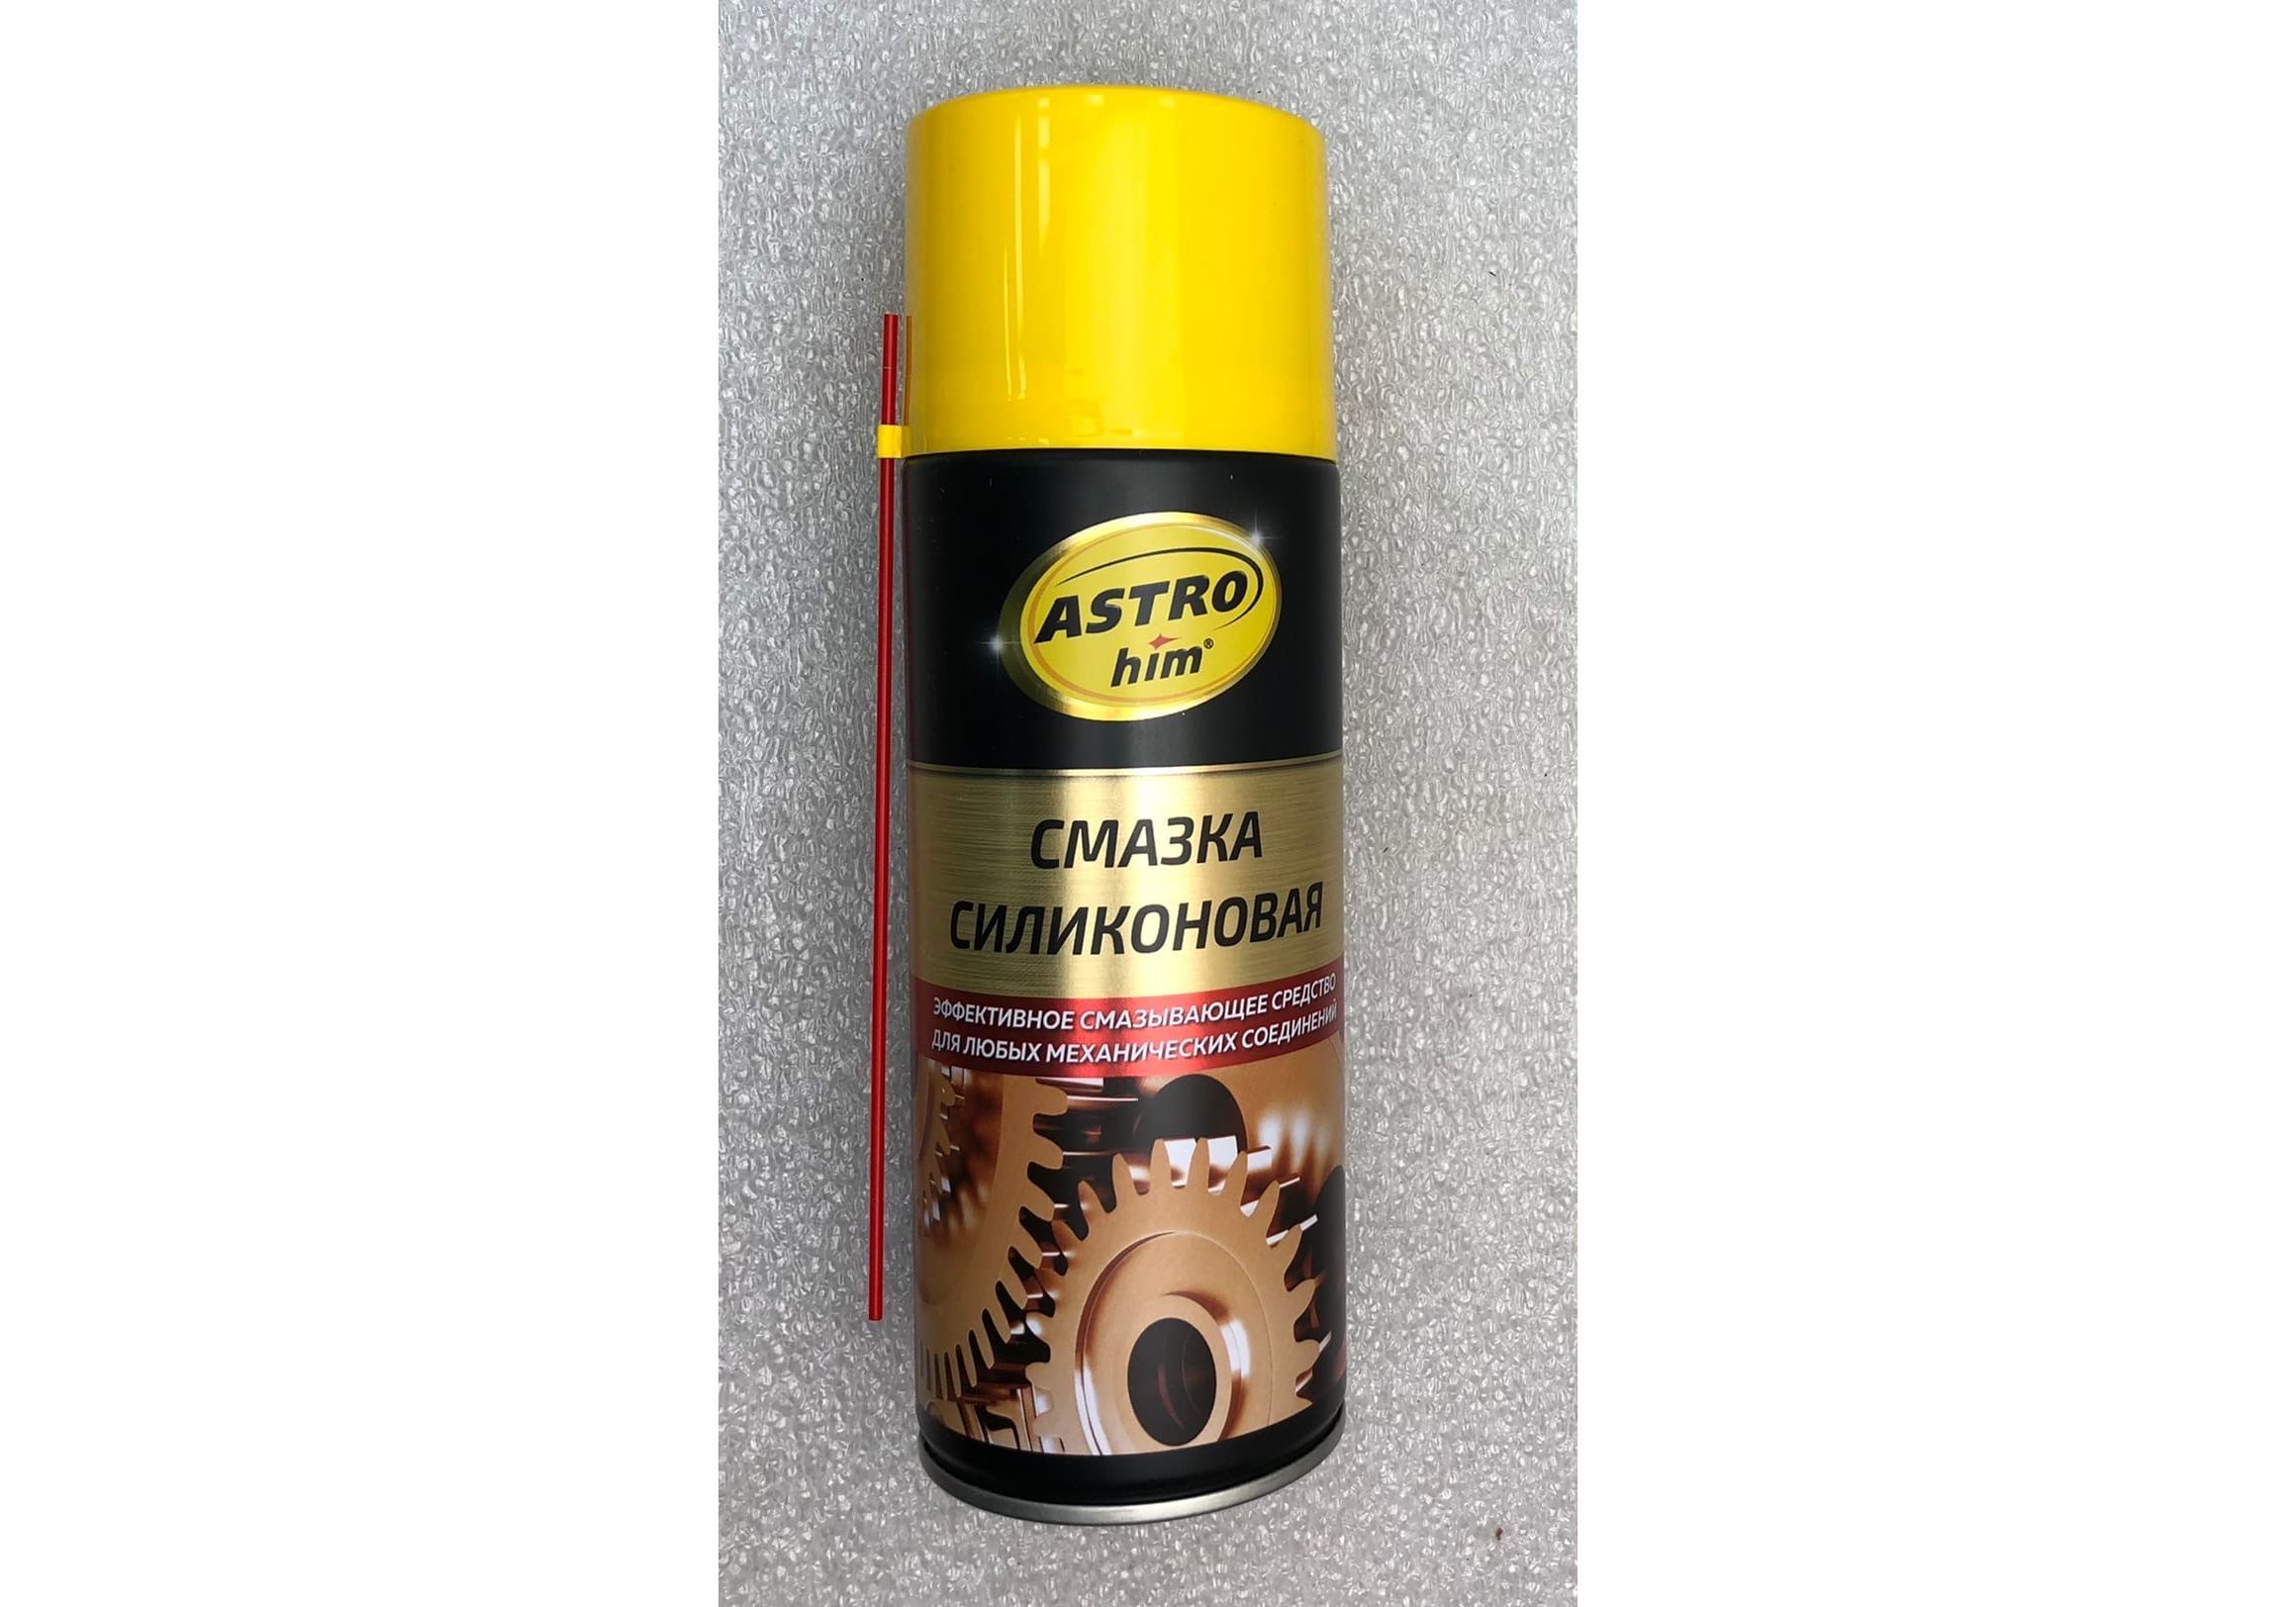 ASTRO
him®
СМАЗКА
СИЛИКОНОВАЯ
ЭФФЕКТИВНОЕ СМАЗЫВАЮЩЕЕ СРЕДСТВО
ДЛЯ ЛЮБЫХ МЕХАНИЧЕСКИХ СОЕДИНЕНИЙ